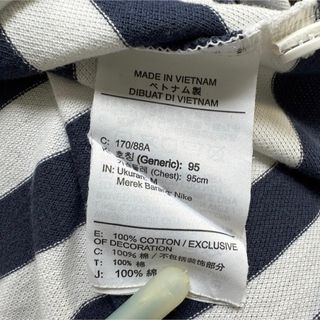 MADE IN VIETNAM
ベトナム製
DIBUAT DI VIETNAM
C: 170/88A
K: 호칭 (Generic): 95
가슴둘레 (Chest): 95cm
IN: Ukuran: M
Merek Barang: Nike
E: 100% COTTON / EXCLUSIVE
OF DECORATION
C: 100% 棉 / 不包括装饰部分
T: 100% 棉
J: 100% 綿